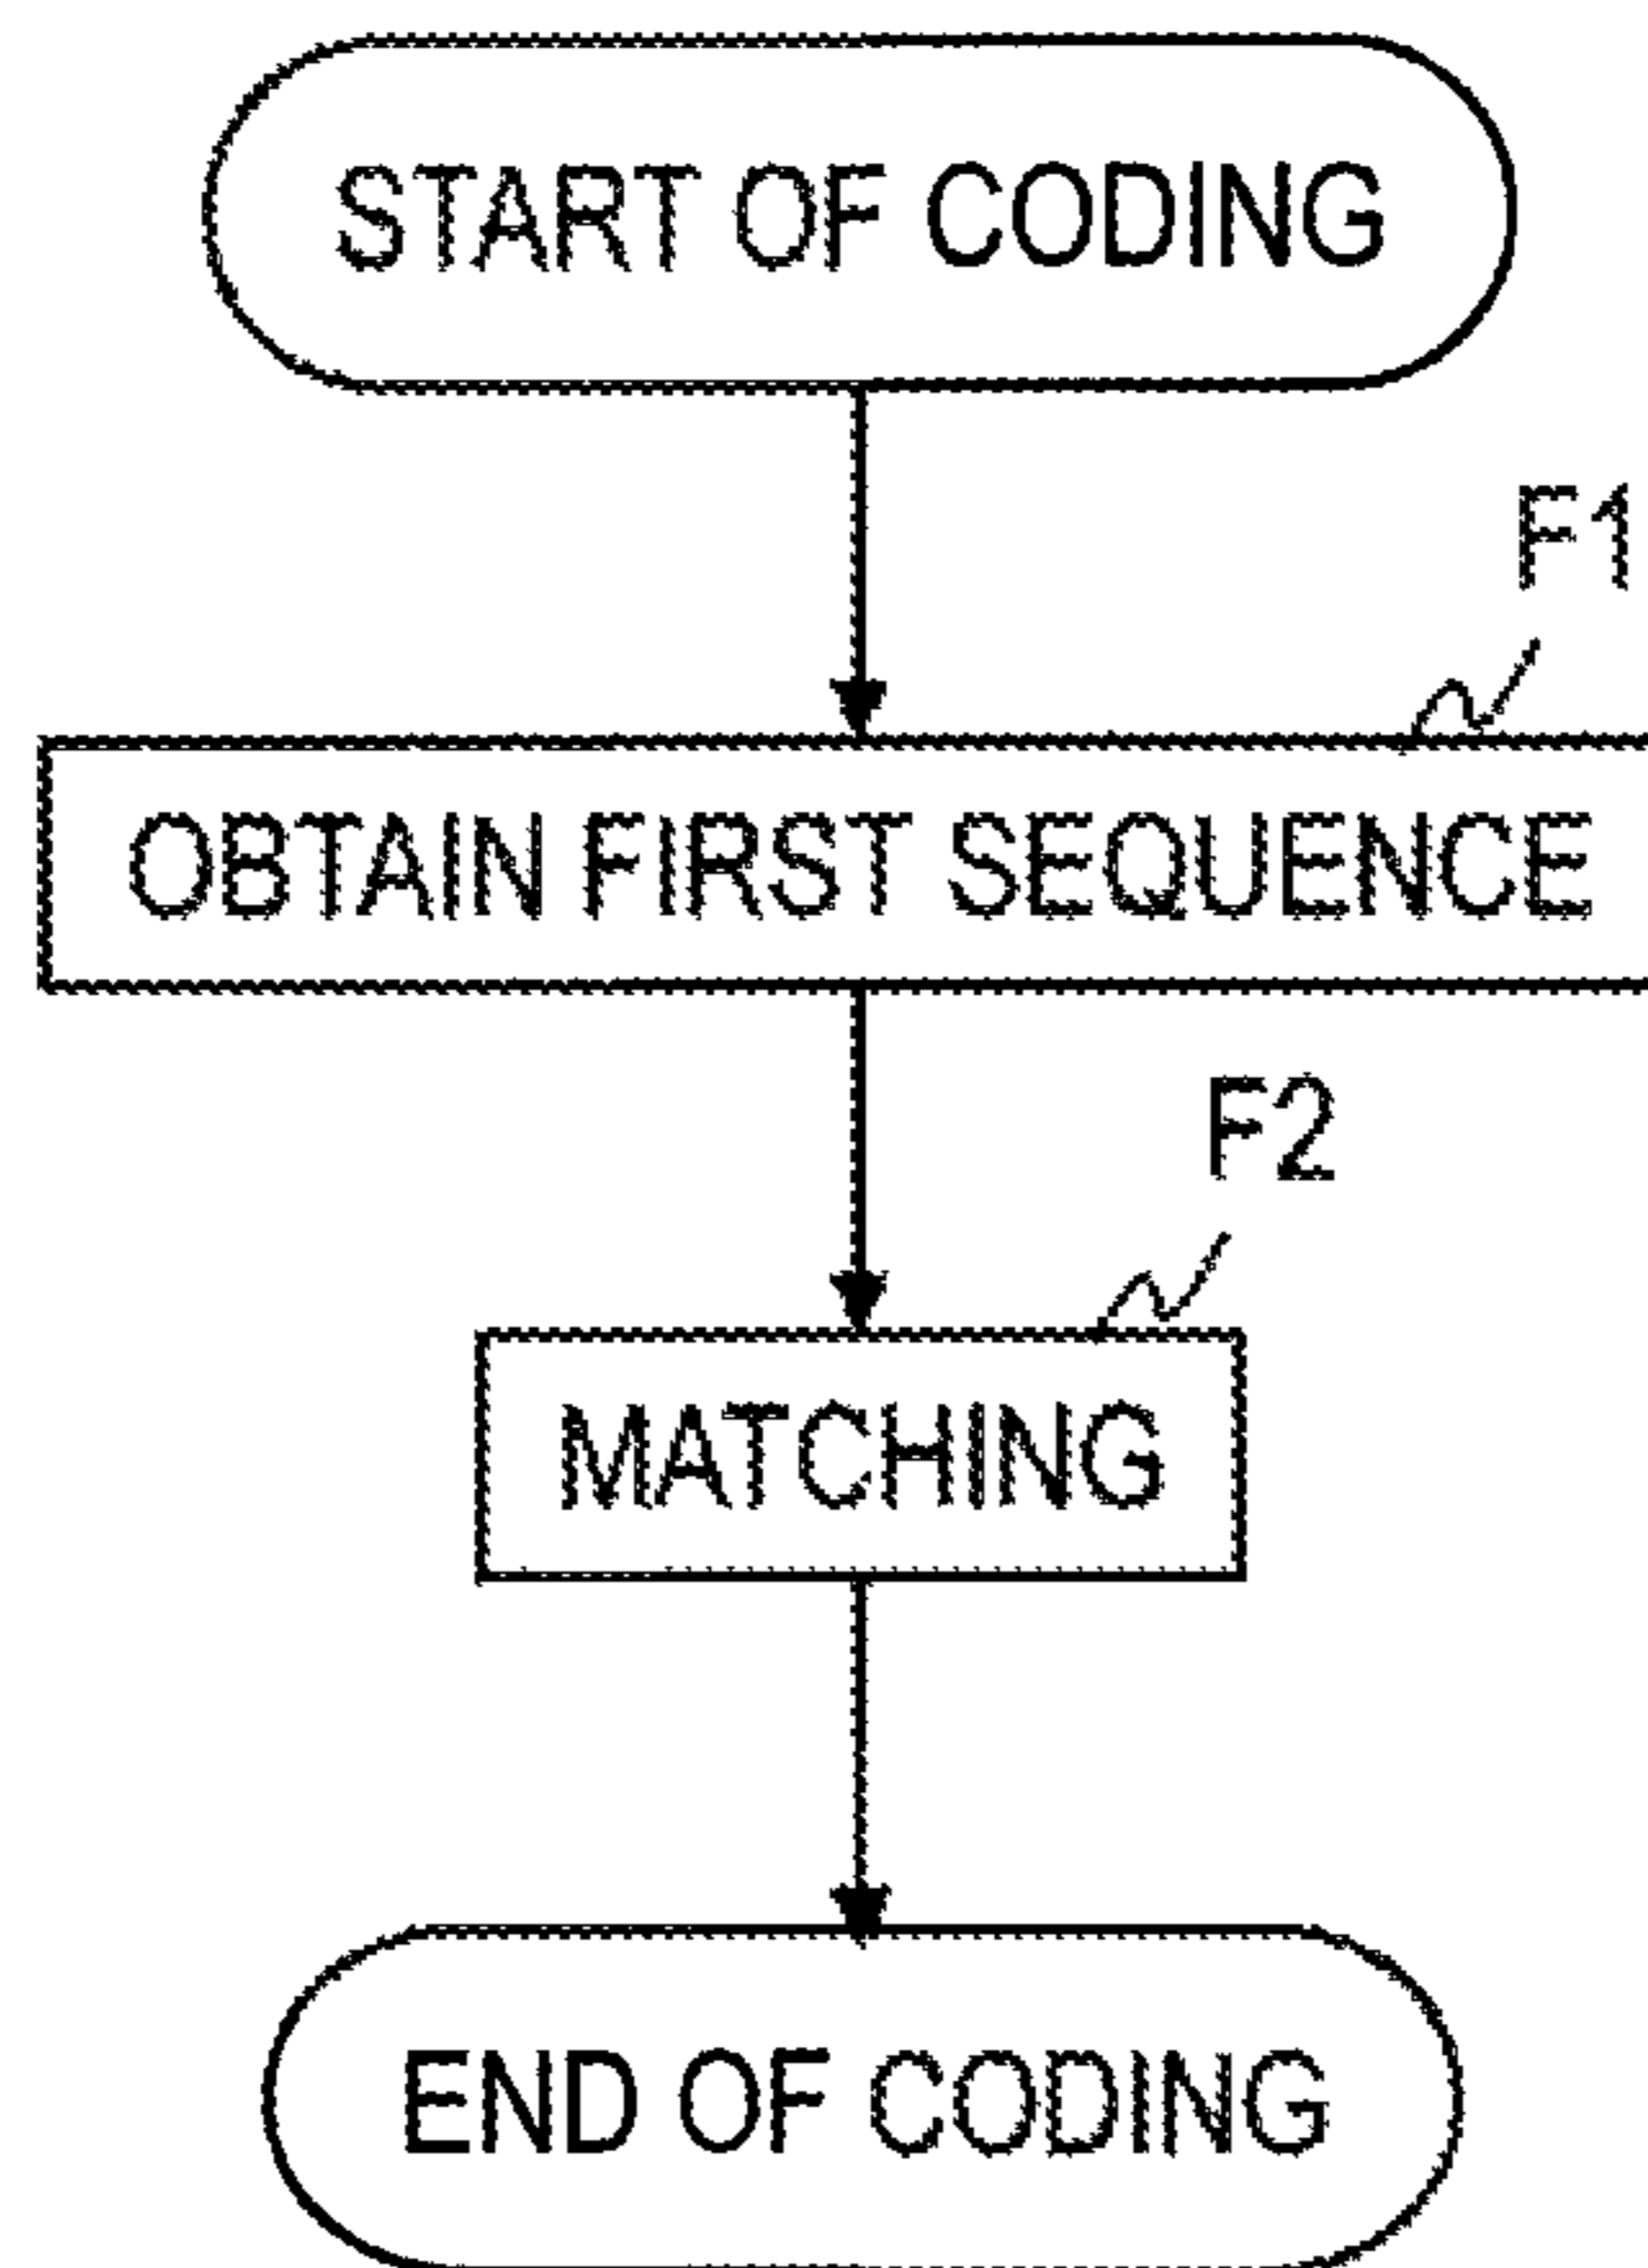 START OF CODING
F1
OBTAIN FIRST SEQUENCE
F2
MATCHING
END OF CODING